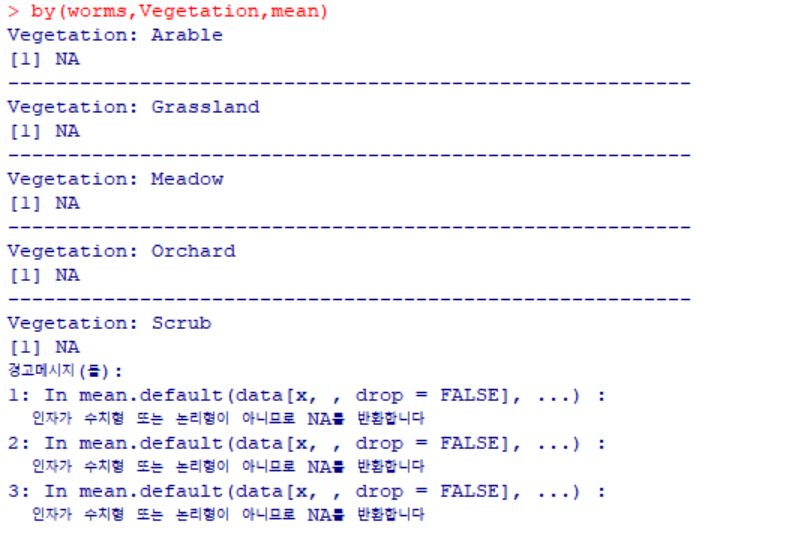 > by(worms,Vegetation,mean)
Vegetation: Arable
[1] NA
---------------------------------------------------------
Vegetation: Grassland
[1] NA
---------------------------------------------------------
Vegetation: Meadow
[1] NA
---------------------------------------------------------
Vegetation: Orchard
[1] NA
---------------------------------------------------------
Vegetation: Scrub
[1] NA
경고메시지(들):
1: In mean.default(data[x, , drop = FALSE], ...) :
  인자가 수치형 또는 논리형이 아니므로 NA를 반환합니다
2: In mean.default(data[x, , drop = FALSE], ...) :
  인자가 수치형 또는 논리형이 아니므로 NA를 반환합니다
3: In mean.default(data[x, , drop = FALSE], ...) :
  인자가 수치형 또는 논리형이 아니므로 NA를 반환합니다